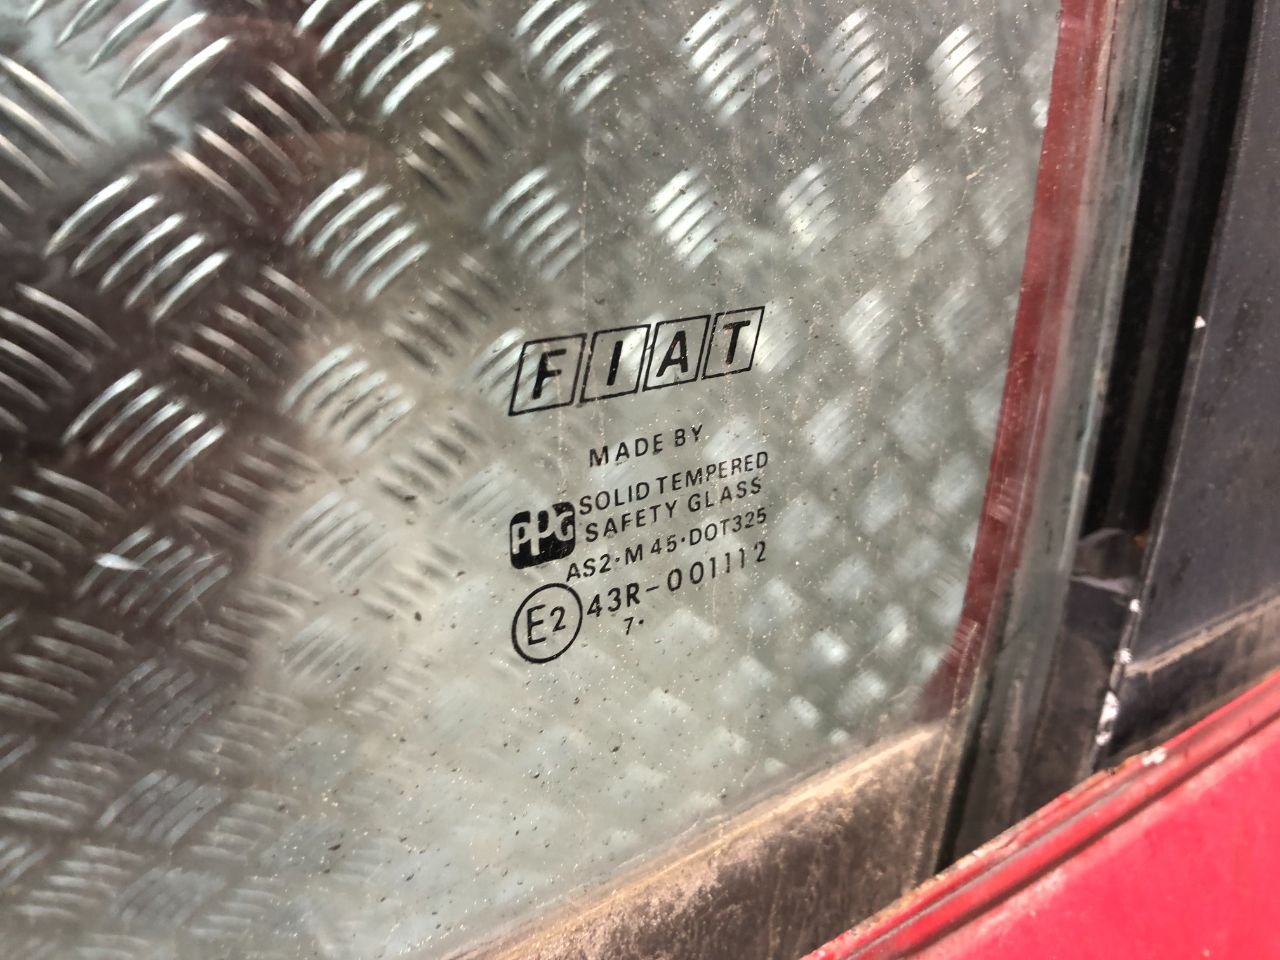 FIAT
MADE BY
PPG SOLID TEMPERED
SAFETY GLASS
AS2·M45·DOT325
E2 43R-001112
7·